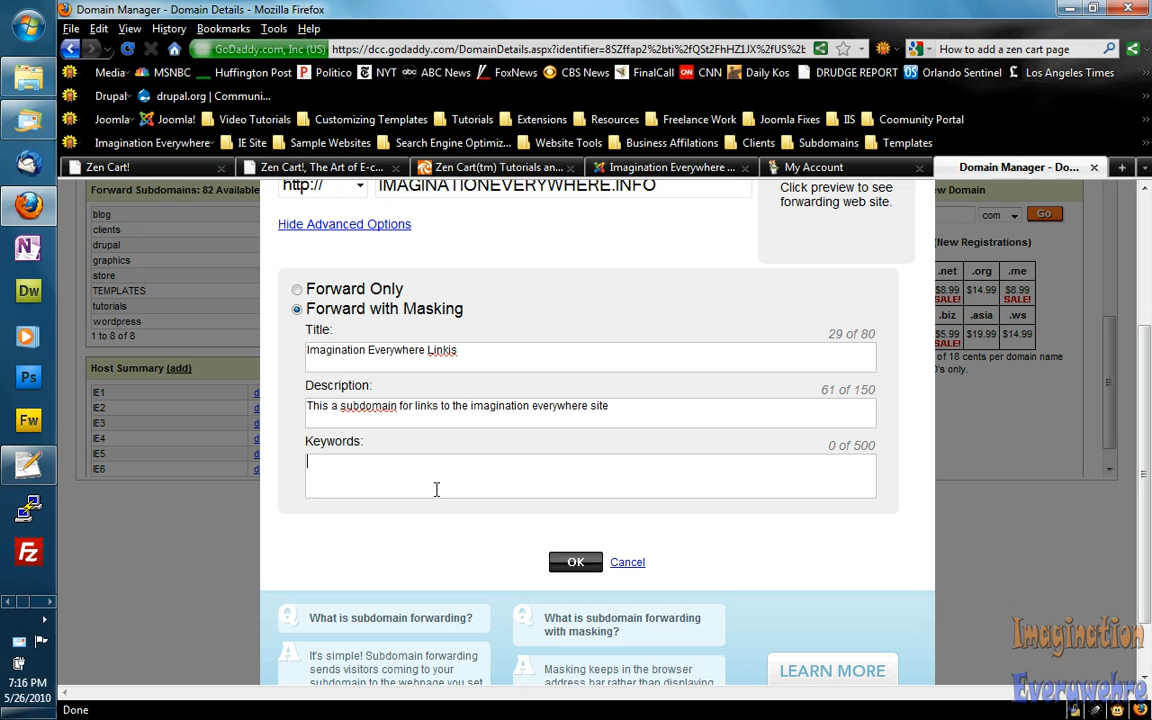 Domain Manager - Domain Details - Mozilla Firefox
File Edit View History Bookmarks Tools Help
GoDaddy.com, Inc (US) https://dcc.godaddy.com/DomainDetails.aspx?identifier=8SZffap2%2bti%2fQSt2FhHZ1JX%2fUS%2t How to add a zen cart page
Media MSNBC Huffington Post Politico NYT ABC News FoxNews CBS News FinalCall CNN Daily Kos DRUDGE REPORT Orlando Sentinel Los Angeles Times
Drupal drupal.org | Communi...
Joomla Joomla! Video Tutorials Customizing Templates Tutorials Extensions Resources Freelance Work Joomla Fixes IIS Coomunity Portal
Imagination Everywhere IE Site Sample Websites Search Engine Optimiz... Website Tools Business Affilations Clients Subdomains Templates
Zen Cart! Zen Cart!, The Art of E-c... Zen Cart(tm) Tutorials an... Imagination Everywhere ... My Account Domain Manager - Do...
Forward Subdomains: 82 Available
blog
clients
drupal
graphics
store
TEMPLATES
tutorials
wordpress
1 to 8 of 8
Host Summary (add)
IE1
IE2
IE3
IE4
IE5
IE6
http:// IMAGINATIONEVERYWHERE.INFO
Hide Advanced Options
Click preview to see
forwarding web site.
Forward Only
Forward with Masking
Title:
29 of 80
Imagination Everywhere Linkis
Description:
61 of 150
This a subdomain for links to the imagination everywhere site
Keywords:
0 of 500
OK Cancel
What is subdomain forwarding?
It's simple! Subdomain forwarding
sends visitors coming to your
subdomain to the webpage you set
What is subdomain forwarding
with masking?
Masking keeps in the browser
address bar rather than displaying
LEARN MORE
ew Domain
com Go
(New Registrations)
.net .org .me
$8.99 $14.99 $8.99
SALE! SALE!
.biz .asia .ws
$5.99 $19.99 $14.99
SALE!
of 18 cents per domain name
O's only.
Dw
Ps
Fw
Fz
7:16 PM
5/26/2010
Done
Imagination
Everywehre